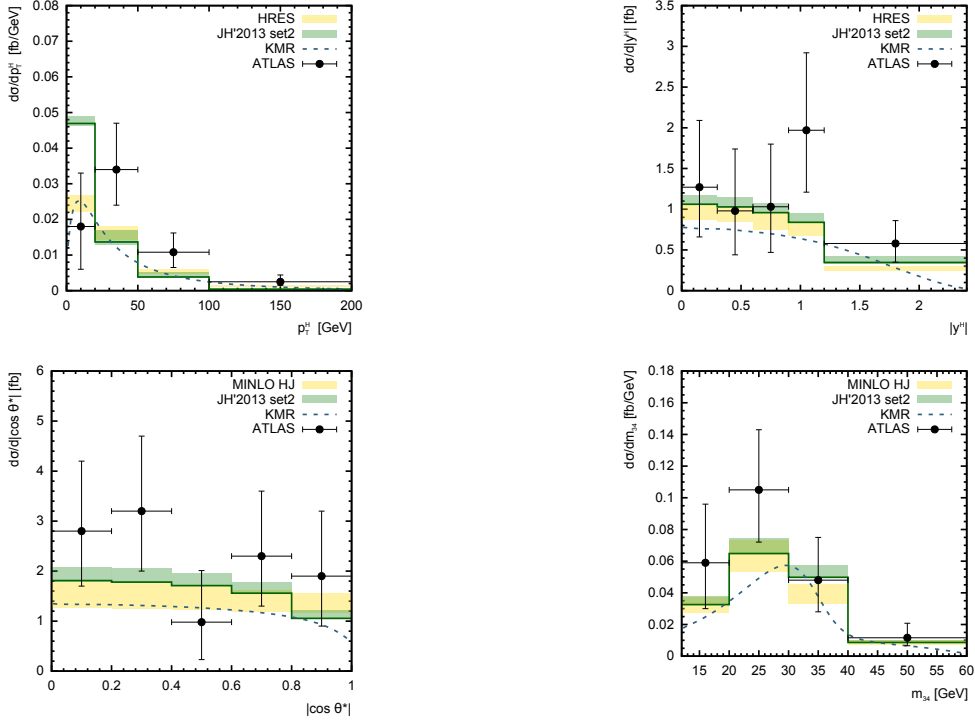 dσ/dp_T^H [fb/GeV]
0.08
0.07
0.06
0.05
0.04
0.03
0.02
0.01
0
0 50 100 150 200
p_T^H [GeV]
HRES
JH'2013 set2
KMR
ATLAS
dσ/d|y^H| [fb]
3.5
3
2.5
2
1.5
1
0.5
0
0 0.5 1 1.5 2
|y^H|
HRES
JH'2013 set2
KMR
ATLAS
dσ/d|cos θ*| [fb]
6
5
4
3
2
1
0
0 0.2 0.4 0.6 0.8 1
|cos θ*|
MINLO HJ
JH'2013 set2
KMR
ATLAS
dσ/dm_34 [fb/GeV]
0.18
0.16
0.14
0.12
0.1
0.08
0.06
0.04
0.02
0
15 20 25 30 35 40 45 50 55 60
m_34 [GeV]
MINLO HJ
JH'2013 set2
KMR
ATLAS